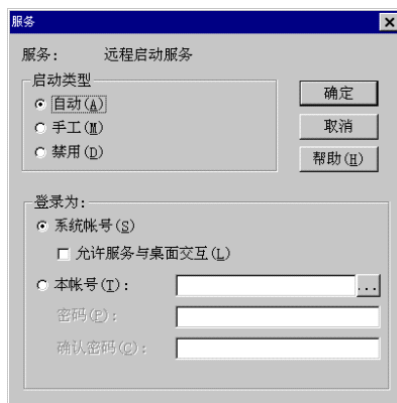 服务
服务: 远程启动服务
启动类型
自动(A)
手工(M)
禁用(D)
确定
取消
帮助(H)
登录为:
系统帐号(S)
允许服务与桌面交互(L)
本帐号(T):
...
密码(P):
确认密码(C):